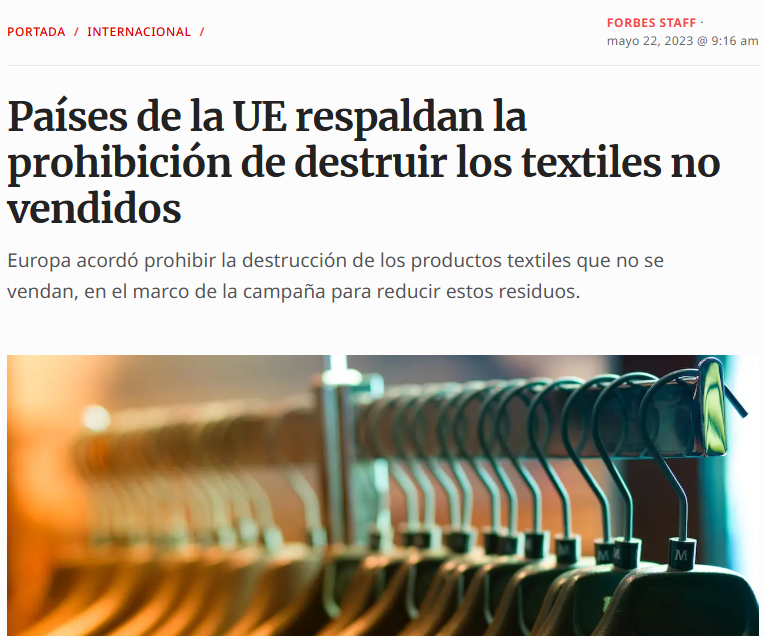 PORTADA / INTERNACIONAL /
FORBES STAFF ·
mayo 22, 2023 @ 9:16 am
Países de la UE respaldan la
prohibición de destruir los textiles no
vendidos
Europa acordó prohibir la destrucción de los productos textiles que no se
vendan, en el marco de la campaña para reducir estos residuos.
M
M
M
M